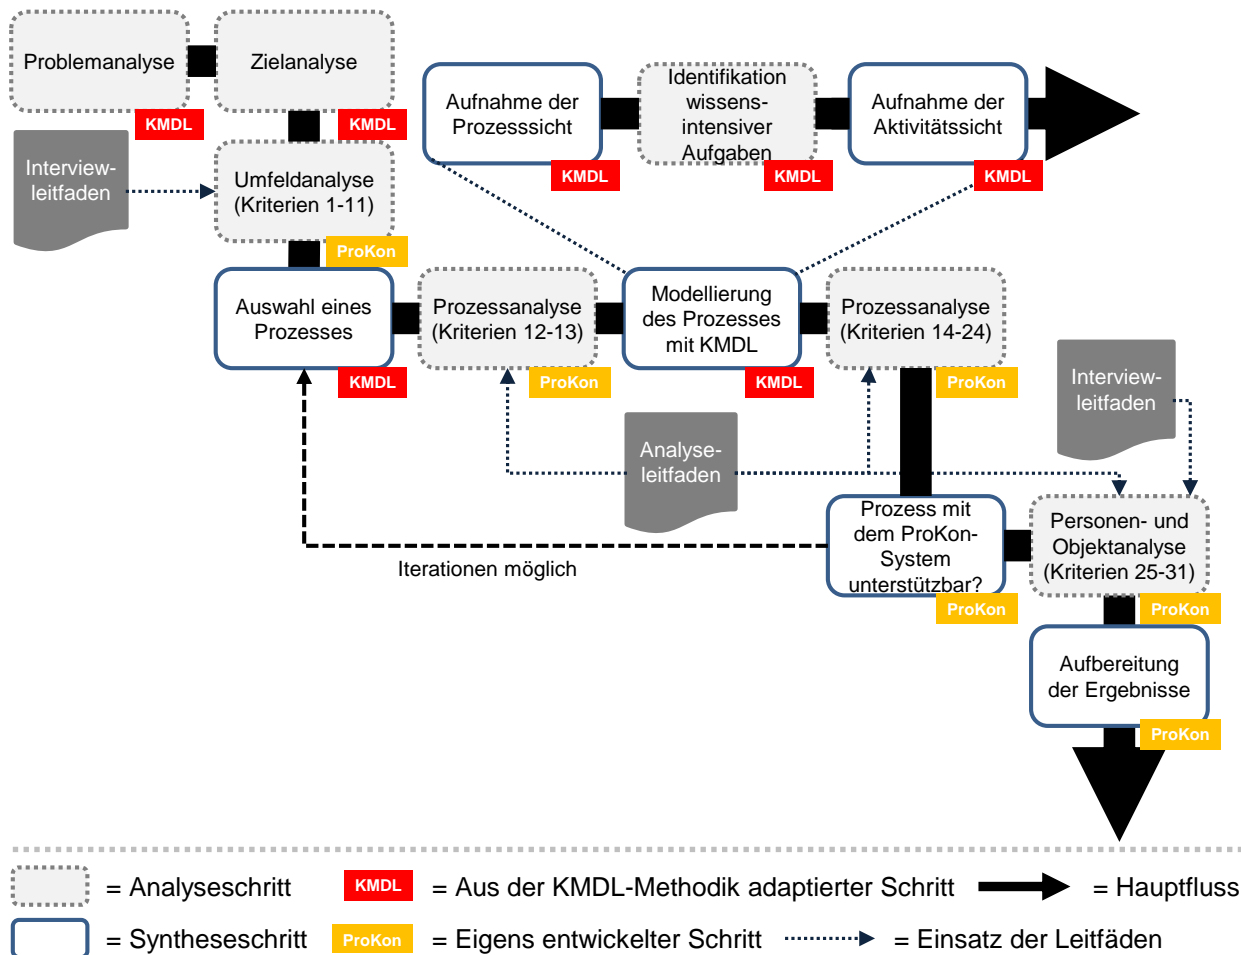 Problemanalyse
KMDL
Zielanalyse
KMDL
Aufnahme der
Prozesssicht
KMDL
Identifikation
wissens-
intensiver
Aufgaben
KMDL
Aufnahme der
Aktivitätssicht
KMDL
Interview-
leitfaden
Umfeldanalyse
(Kriterien 1-11)
ProKon
Auswahl eines
Prozesses
KMDL
Prozessanalyse
(Kriterien 12-13)
ProKon
Modellierung
des Prozesses
mit KMDL
KMDL
Prozessanalyse
(Kriterien 14-24)
ProKon
Interview-
leitfaden
Analyse-
leitfaden
Prozess mit
dem ProKon-
System
unterstützbar?
ProKon
Personen- und
Objektanalyse
(Kriterien 25-31)
ProKon
Iterationen möglich
Aufbereitung
der Ergebnisse
ProKon
= Analyseschritt
KMDL = Aus der KMDL-Methodik adaptierter Schritt
= Hauptfluss
= Syntheseschritt
ProKon = Eigens entwickelter Schritt
= Einsatz der Leitfäden